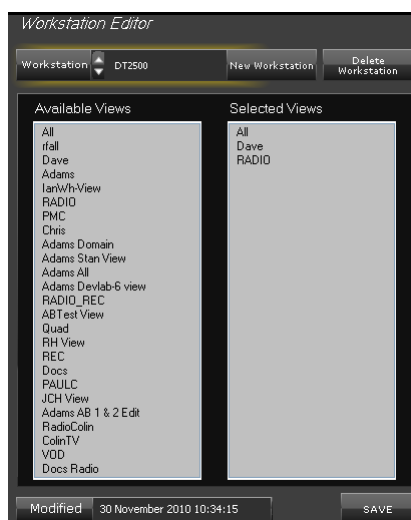 Workstation Editor
Workstation DT2500 New Workstation Delete Workstation
Available Views
All
rfall
Dave
Adams
IanWh-View
RADIO
PMC
Chris
Adams Domain
Adams Stan View
Adams All
Adams Devlab-6 view
RADIO_REC
ABTest View
Quad
RH View
REC
Docs
PAULC
JCH View
Adams AB 1 & 2 Edit
RadioColin
ColinTV
VOD
Docs Radio
Selected Views
All
Dave
RADIO
Modified 30 November 2010 10:34:15 SAVE